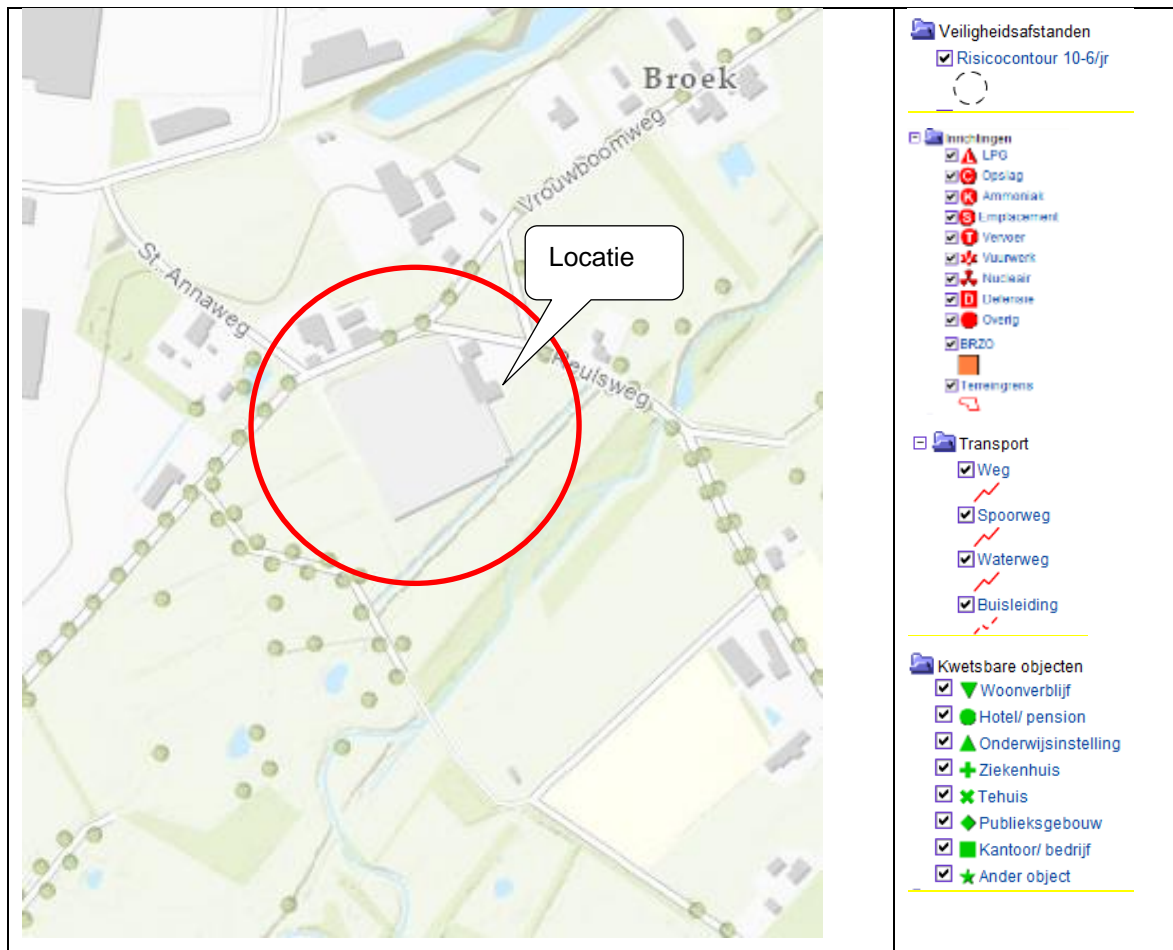 Broek
Vrouwboomweg
Locatie
St. Annaweg
Reulsweg
Veiligheidsafstanden
Risicocontour 10-6/jr
Inrichtingen
LPG
Opslag
Ammoniak
Emplacement
Vervoer
Vuurwerk
Nucleair
Defensie
Overig
BRZO
Terreingrens
Transport
Weg
Spoorweg
Waterweg
Buisleiding
Kwetsbare objecten
Woonverblijf
Hotel/ pension
Onderwijsinstelling
Ziekenhuis
Tehuis
Publieksgebouw
Kantoor/ bedrijf
Ander object